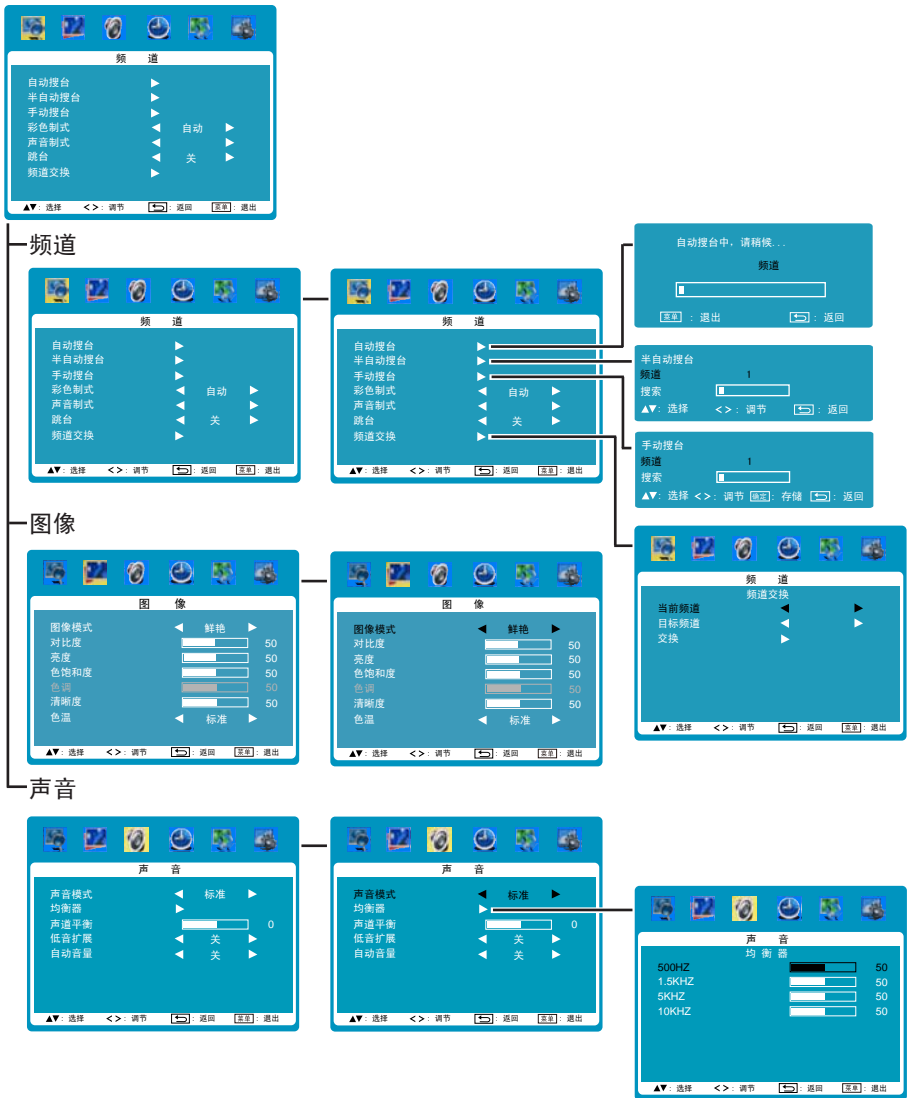 频 道
自动搜台
半自动搜台
手动搜台
彩色制式 自动
声音制式
跳台 关
频道交换
▲▼: 选择 <>: 调节 : 返回 菜单: 退出
频道
频 道
自动搜台
半自动搜台
手动搜台
彩色制式 自动
声音制式
跳台 关
频道交换
▲▼: 选择 <>: 调节 : 返回 菜单: 退出
频 道
自动搜台
半自动搜台
手动搜台
彩色制式 自动
声音制式
跳台 关
频道交换
▲▼: 选择 <>: 调节 : 返回 菜单: 退出
自动搜台中, 请稍候...
频道
菜单 : 退出 : 返回
半自动搜台
频道 1
搜索
▲▼: 选择 <>: 调节 : 返回
手动搜台
频道 1
搜索
▲▼: 选择 <>: 调节 确定: 存储 : 返回
频 道
频道交换
当前频道
目标频道
交换
▲▼: 选择 <>: 调节 : 返回 菜单: 退出
图像
图 像
图像模式 鲜艳
对比度 50
亮度 50
色饱和度 50
色调 50
清晰度 50
色温 标准
▲▼: 选择 <>: 调节 : 返回 菜单: 退出
图 像
图像模式 鲜艳
对比度 50
亮度 50
色饱和度 50
色调 50
清晰度 50
色温 标准
▲▼: 选择 <>: 调节 : 返回 菜单: 退出
声音
声 音
声音模式 标准
均衡器
声道平衡 0
低音扩展 关
自动音量 关
▲▼: 选择 <>: 调节 : 返回 菜单: 退出
声 音
声音模式 标准
均衡器
声道平衡 0
低音扩展 关
自动音量 关
▲▼: 选择 <>: 调节 : 返回 菜单: 退出
声 音
均 衡 器
500HZ 50
1.5KHZ 50
5KHZ 50
10KHZ 50
▲▼: 选择 <>: 调节 : 返回 菜单: 退出